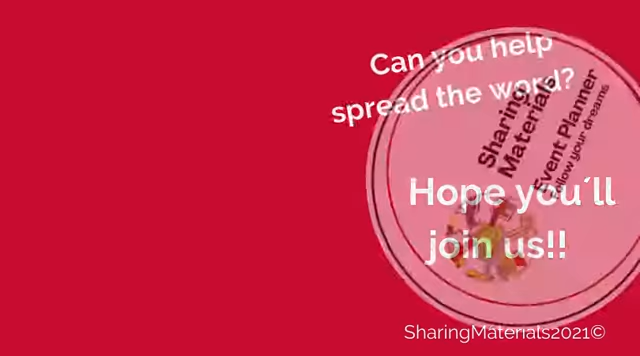 Can you help
spread the word?
Sharing
Materials
Event Planner
Follow your dreams
Hope you´ll
join us!!
SharingMaterials2021©